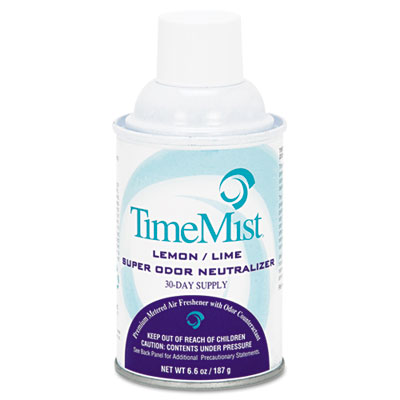 TimeMist
LEMON / LIME
SUPER ODOR NEUTRALIZER
30-DAY SUPPLY
Premium Metered Air Freshener with Odor Counteractant
KEEP OUT OF REACH OF CHILDREN
CAUTION: CONTENTS UNDER PRESSURE
See Back Panel for Additional Precautionary Statements.
NET WT 6.6 oz / 187 g